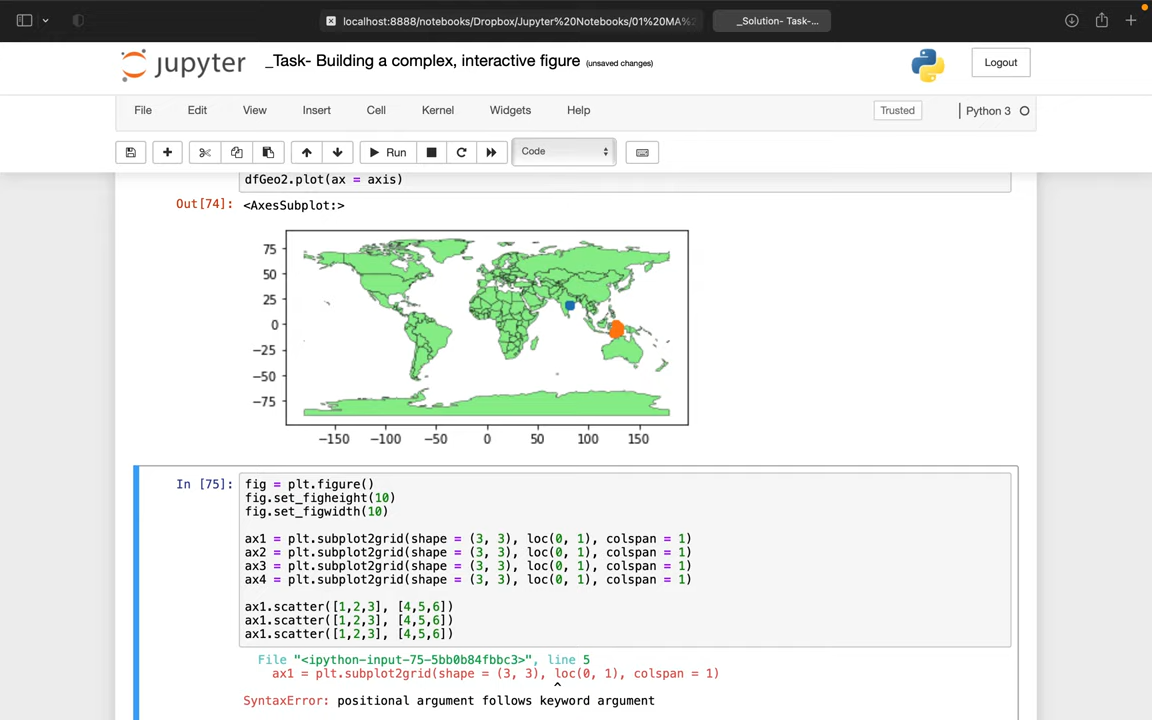 localhost:8888/notebooks/Dropbox/Jupyter%20Notebooks/01%20MA%2
_Solution- Task-...
jupyter
_Task- Building a complex, interactive figure (unsaved changes)
Logout
File Edit View Insert Cell Kernel Widgets Help
Trusted
Python 3
Run
Code
dfGeo2.plot(ax = axis)
Out[74]: <AxesSubplot:>
75
50
25
0
−25
−50
−75
−150 −100 −50 0 50 100 150
In [75]: fig = plt.figure()
fig.set_figheight(10)
fig.set_figwidth(10)
ax1 = plt.subplot2grid(shape = (3, 3), loc(0, 1), colspan = 1)
ax2 = plt.subplot2grid(shape = (3, 3), loc(0, 1), colspan = 1)
ax3 = plt.subplot2grid(shape = (3, 3), loc(0, 1), colspan = 1)
ax4 = plt.subplot2grid(shape = (3, 3), loc(0, 1), colspan = 1)
ax1.scatter([1,2,3], [4,5,6])
ax1.scatter([1,2,3], [4,5,6])
ax1.scatter([1,2,3], [4,5,6])
File "<ipython-input-75-5bb0b84fbbc3>", line 5
ax1 = plt.subplot2grid(shape = (3, 3), loc(0, 1), colspan = 1)
^
SyntaxError: positional argument follows keyword argument